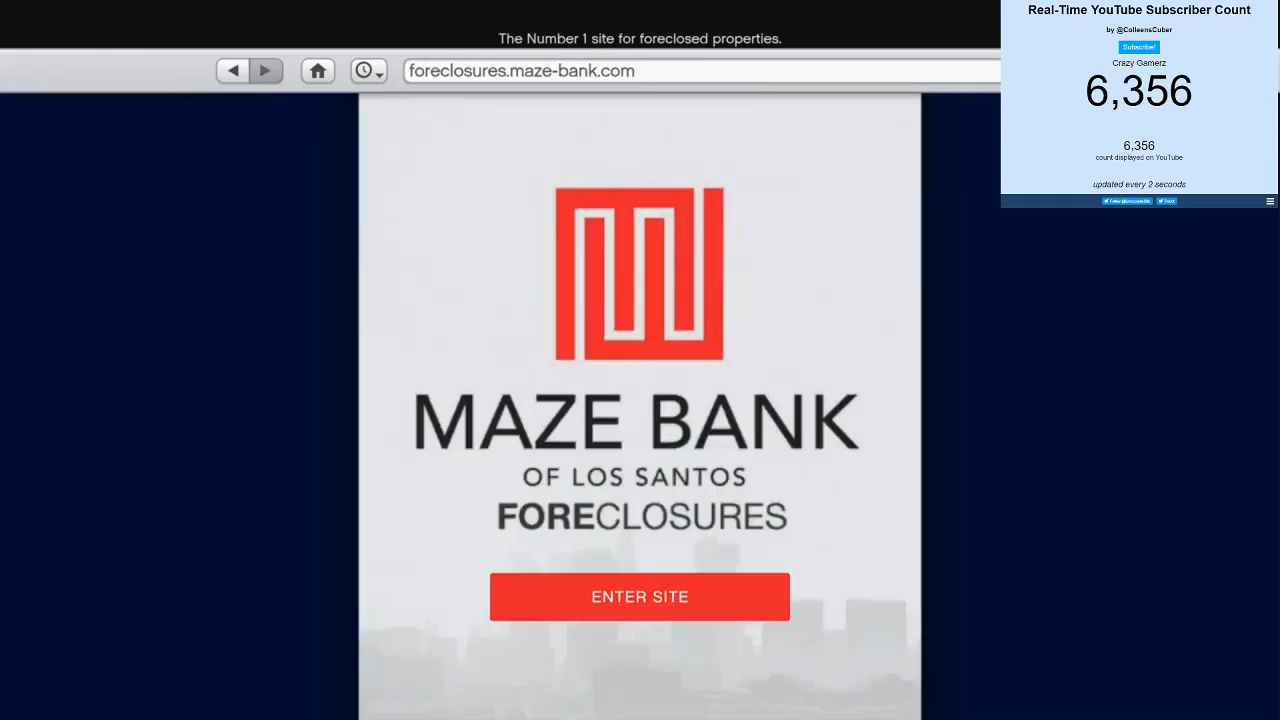 The Number 1 site for foreclosed properties.
foreclosures.maze-bank.com
MAZE BANK
OF LOS SANTOS
FORECLOSURES
ENTER SITE
Real-Time YouTube Subscriber Count
by @ColleensCuber
Subscribe!
Crazy Gamerz
6,356
6,356
count displayed on YouTube
updated every 2 seconds
Tweet